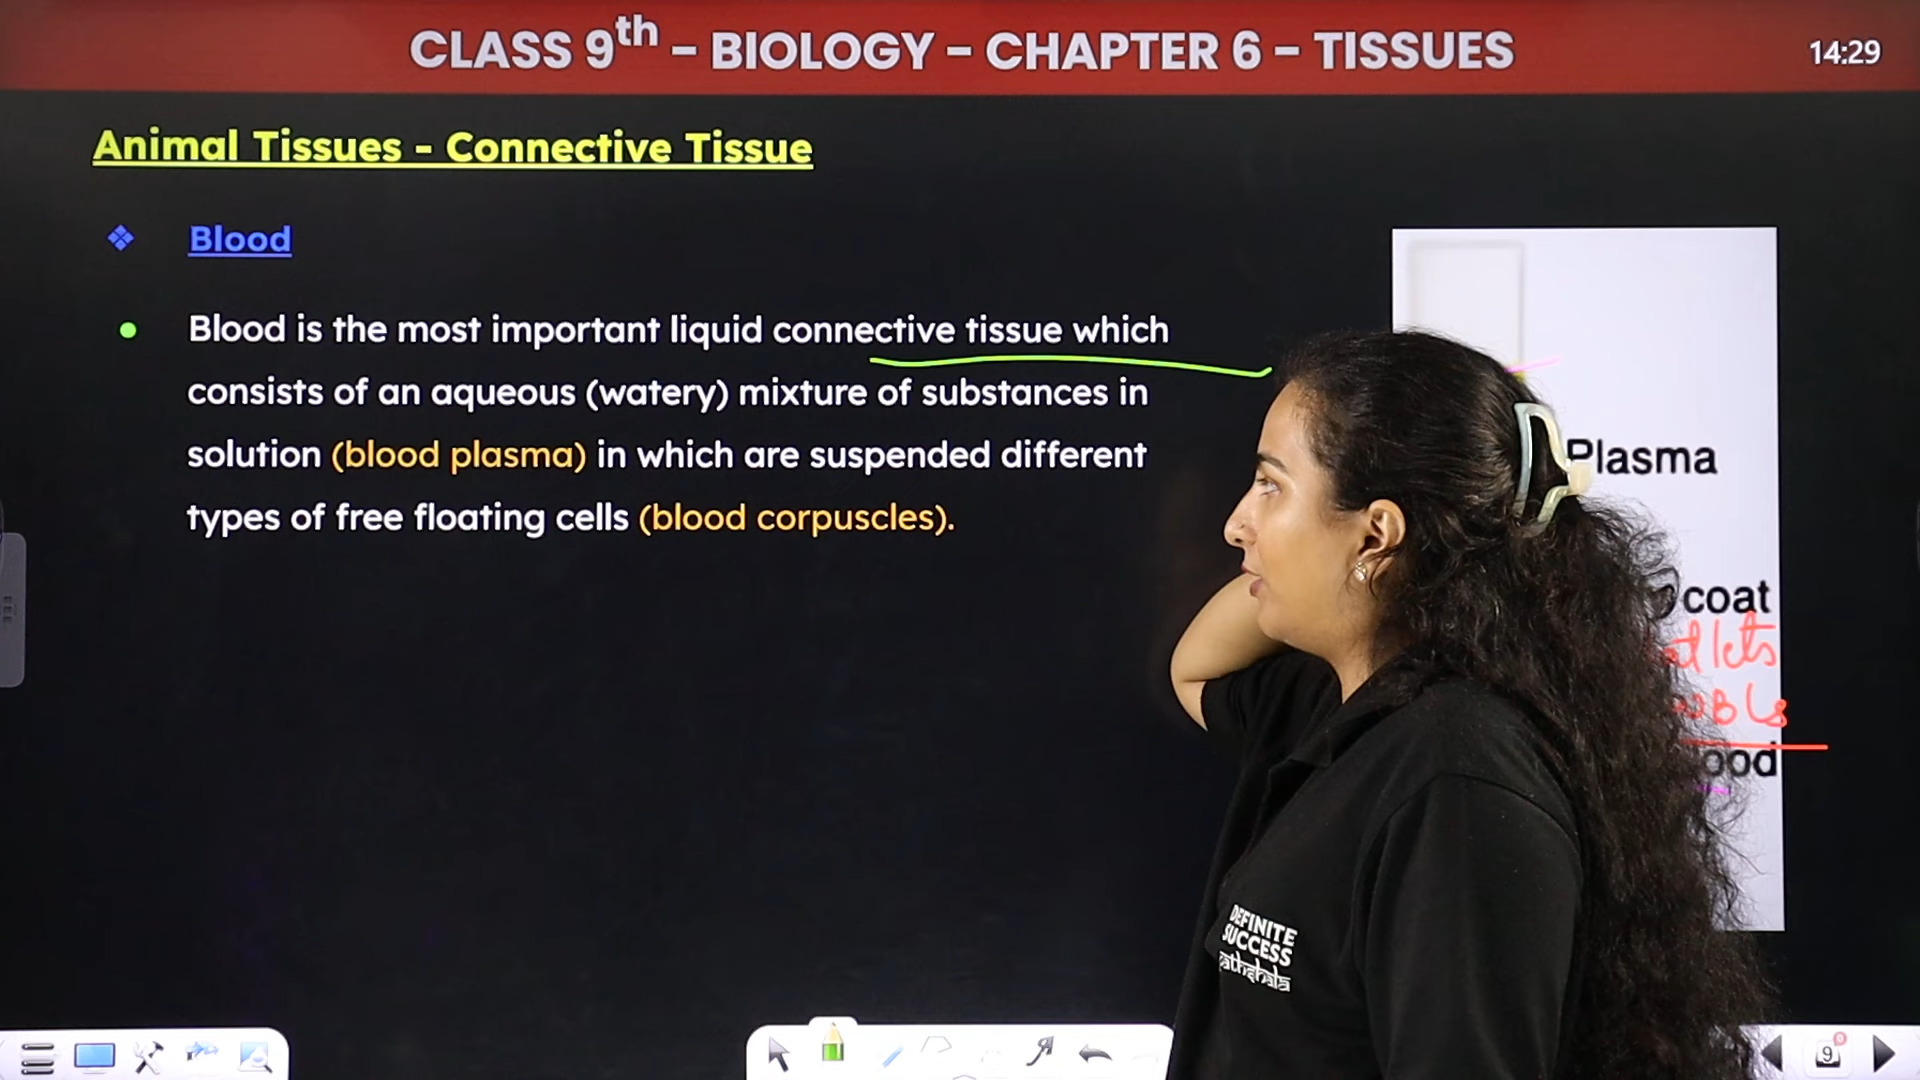 CLASS 9th - BIOLOGY - CHAPTER 6 - TISSUES
14:29
Animal Tissues - Connective Tissue
Blood
Blood is the most important liquid connective tissue which
consists of an aqueous (watery) mixture of substances in
solution (blood plasma) in which are suspended different
types of free floating cells (blood corpuscles).
Plasma
coat
DEFINITE
SUCCESS
pathshala
9